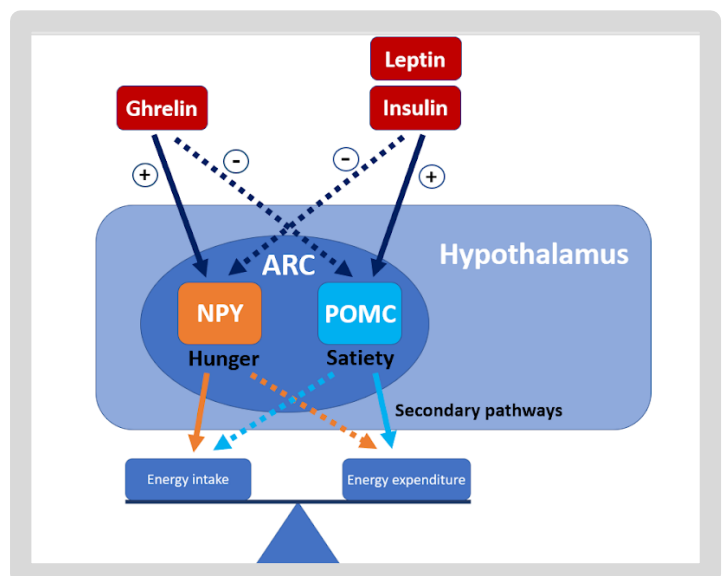 Leptin
Ghrelin
Insulin
+
-
-
+
Hypothalamus
ARC
NPY
POMC
Hunger
Satiety
Secondary pathways
Energy intake
Energy expenditure